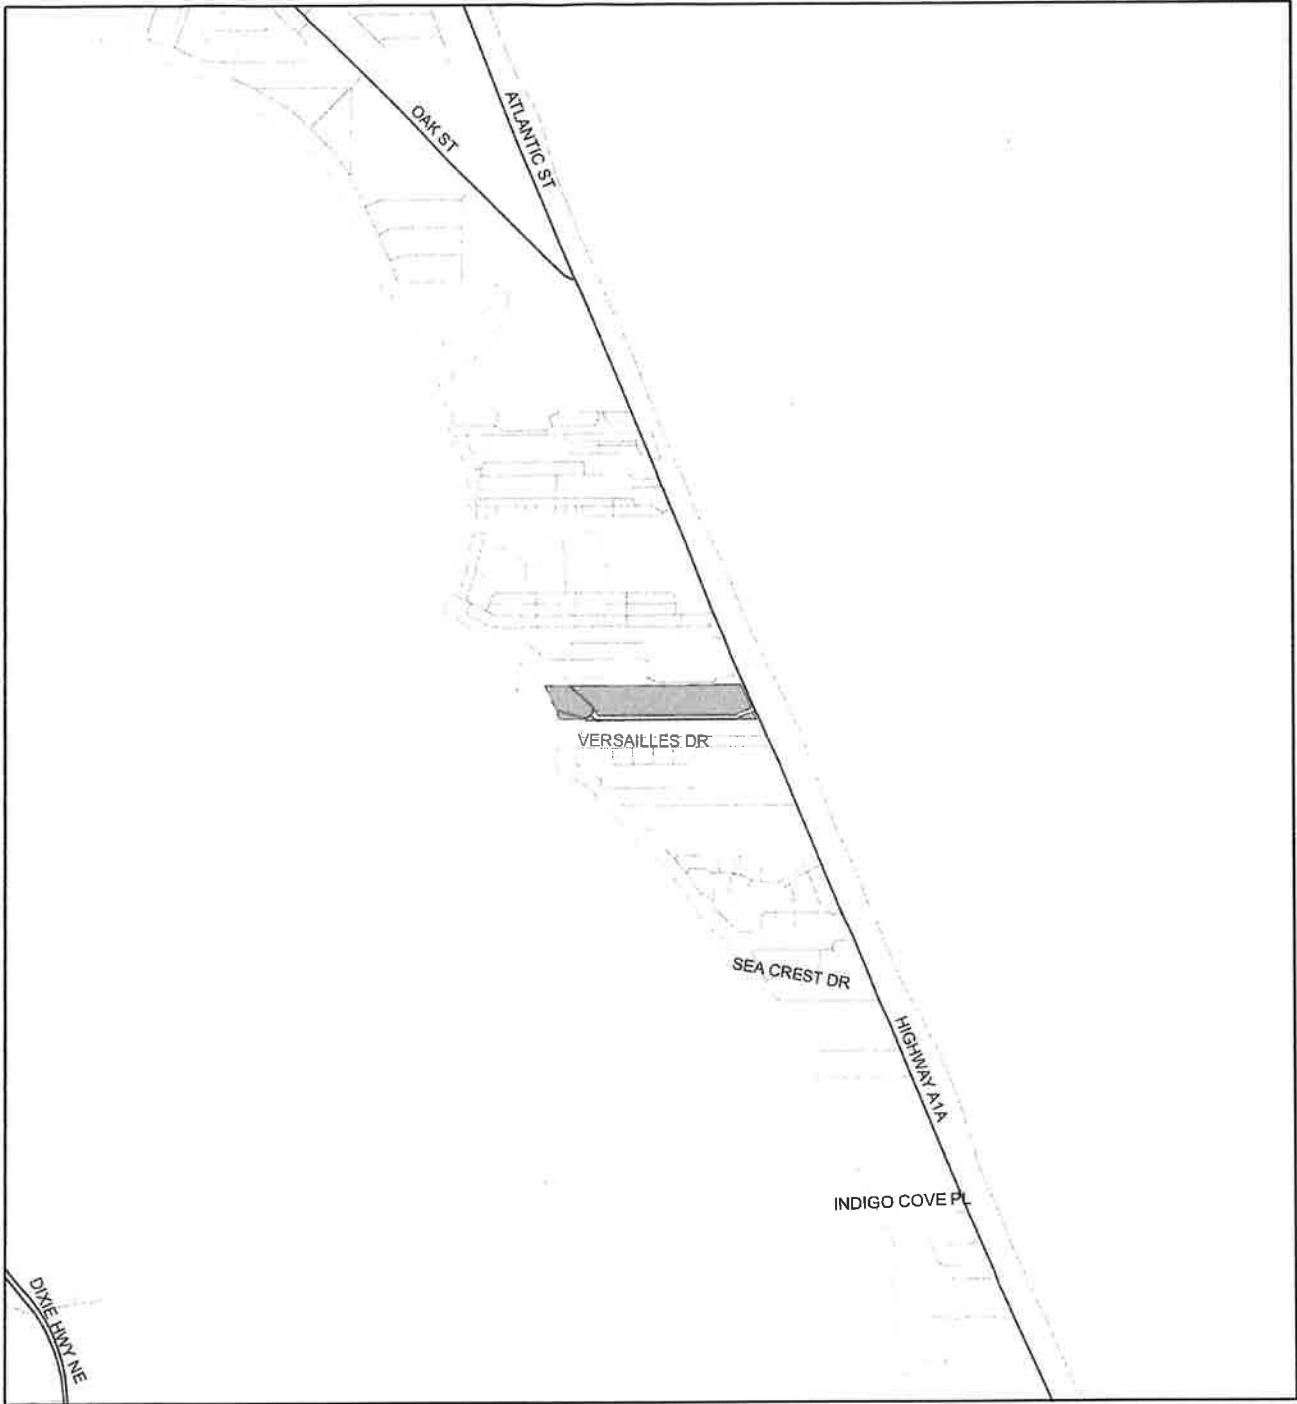 OAK ST
ATLANTIC ST
VERSAILLES DR
SEA CREST DR
HIGHWAY A1A
INDIGO COVE PL
DIXIE HWY NE